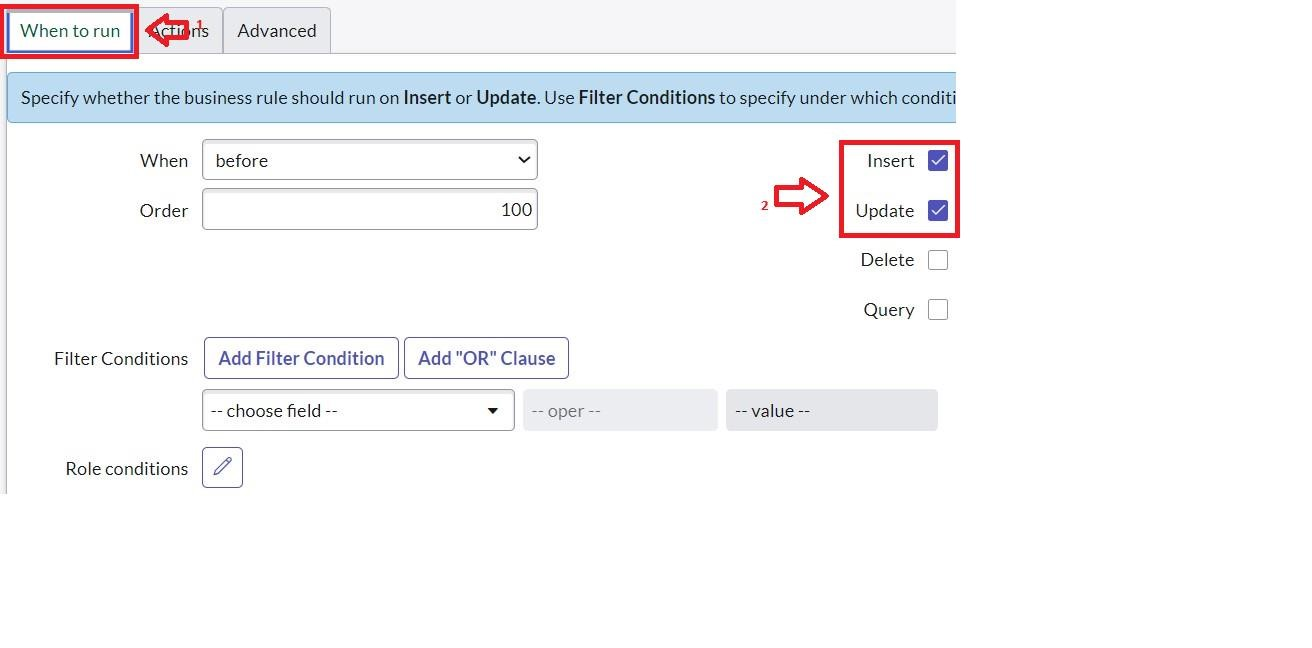 When to run 1 Actions Advanced
Specify whether the business rule should run on Insert or Update. Use Filter Conditions to specify under which conditi
When before Insert
Order 100 2 Update
Delete
Query
Filter Conditions Add Filter Condition Add "OR" Clause
-- choose field -- -- oper -- -- value --
Role conditions